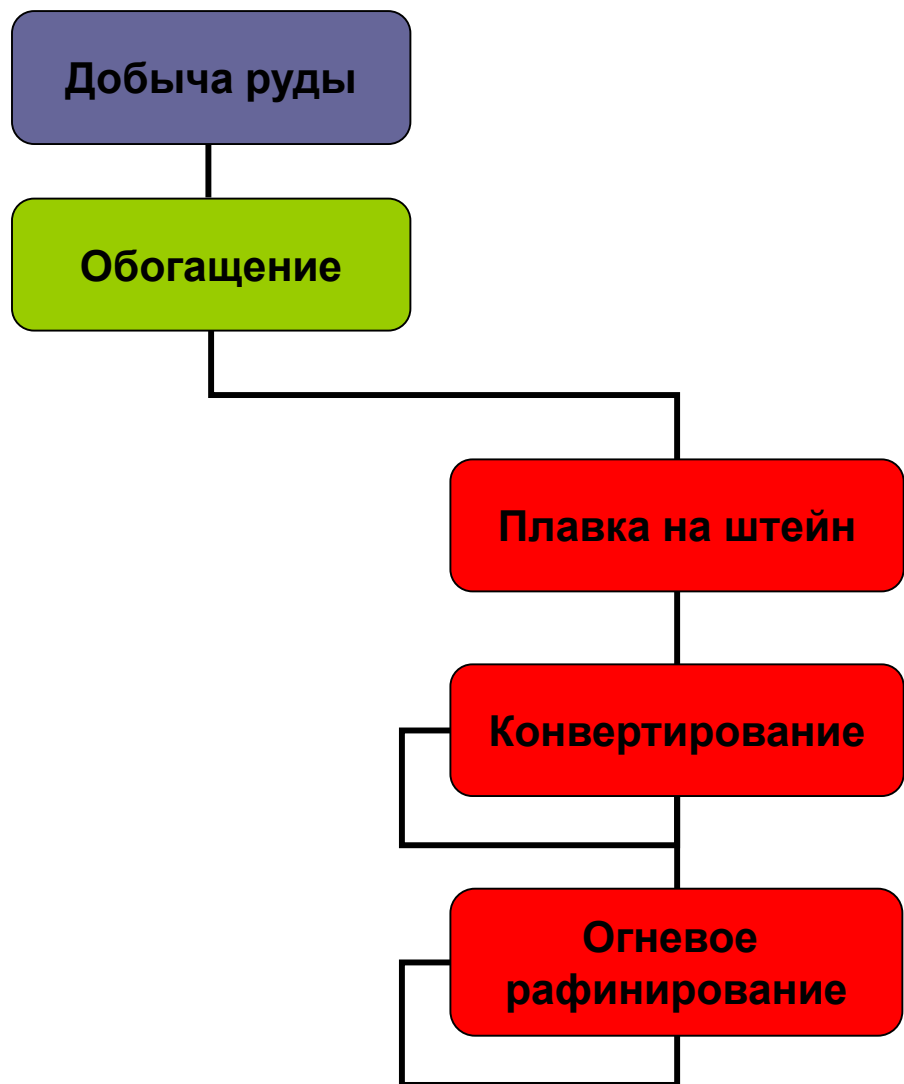 Добыча руды
Обогащение
Плавка на штейн
Конвертирование
Огневое
рафинирование